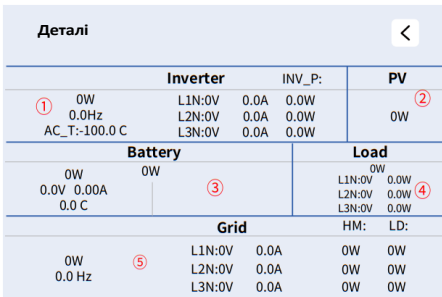 Деталі
<
Inverter INV_P: PV
① 0W L1N:0V 0.0A 0.0W ②
0.0Hz L2N:0V 0.0A 0.0W 0W
AC_T:-100.0 C L3N:0V 0.0A 0.0W
Battery Load
0W 0W 0W
0.0V 0.00A ③ L1N:0V 0.0W
0.0 C L2N:0V 0.0W ④
L3N:0V 0.0W
Grid HM: LD:
L1N:0V 0.0A 0W 0W
0W ⑤ L2N:0V 0.0A 0W 0W
0.0 Hz L3N:0V 0.0A 0W 0W